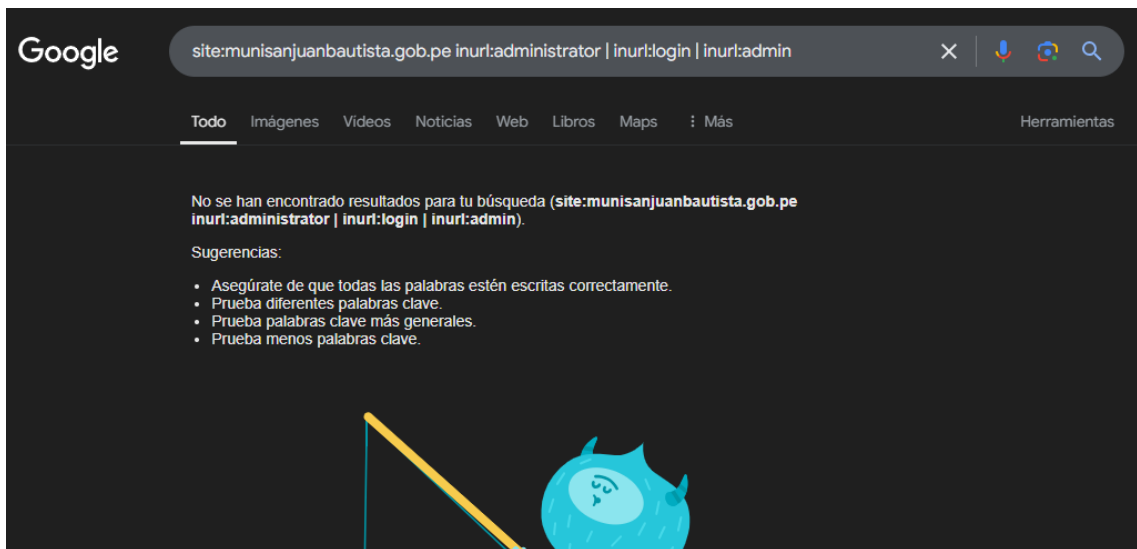 Google
site:munisanjuanbautista.gob.pe inurl:administrator | inurl:login | inurl:admin
Todo Imágenes Vídeos Noticias Web Libros Maps Más Herramientas
No se han encontrado resultados para tu búsqueda (site:munisanjuanbautista.gob.pe
inurl:administrator | inurl:login | inurl:admin).
Sugerencias:
• Asegúrate de que todas las palabras estén escritas correctamente.
• Prueba diferentes palabras clave.
• Prueba palabras clave más generales.
• Prueba menos palabras clave.